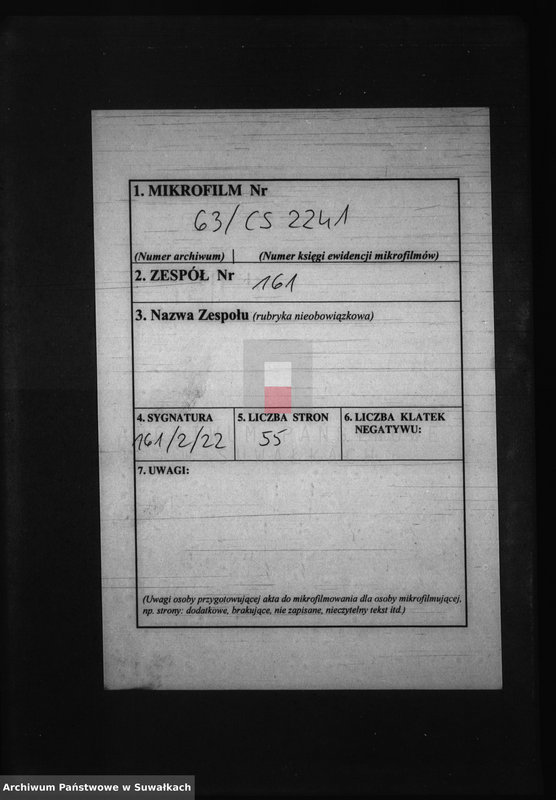 1. MIKROFILM Nr
63/CS 2241
(Numer archiwum) | (Numer księgi ewidencji mikrofilmów)
2. ZESPÓŁ Nr 161
3. Nazwa Zespołu (rubryka nieobowiązkowa)
4. SYGNATURA
161/2/22
5. LICZBA STRON
55
6. LICZBA KLATEK
NEGATYWU:
7. UWAGI:
(Uwagi osoby przygotowującej akta do mikrofilmowania dla osoby mikrofilmującej,
np. strony: dodatkowe, brakujące, nie zapisane, nieczytelny tekst itd.)
Archiwum Państwowe w Suwałkach